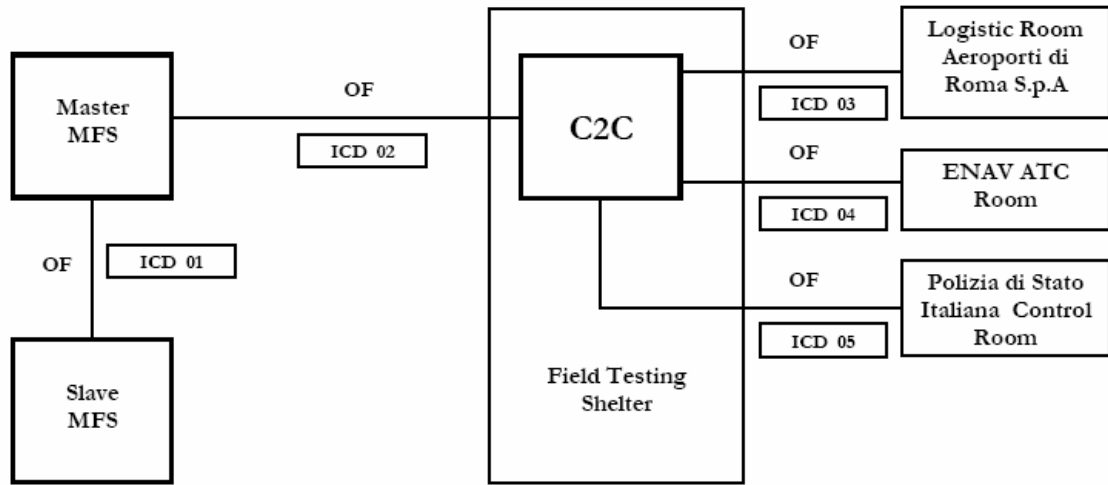 Master
MFS
OF
ICD 02
OF
ICD 01
Slave
MFS
C2C
Field Testing
Shelter
OF
ICD 03
Logistic Room
Aeroporti di
Roma S.p.A
OF
ICD 04
ENAV ATC
Room
OF
ICD 05
Polizia di Stato
Italiana Control
Room